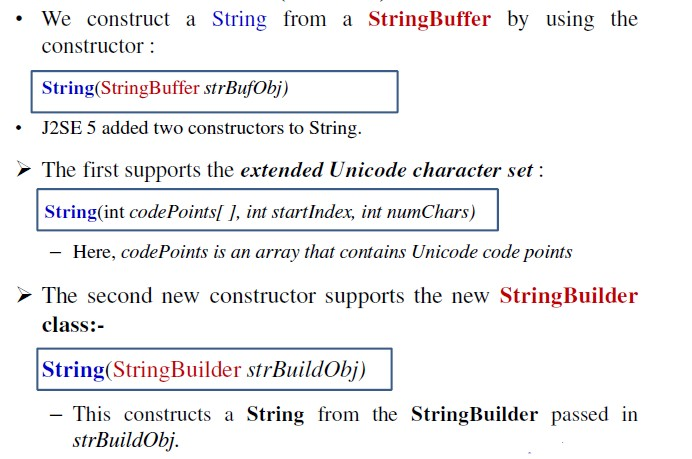 • We construct a String from a StringBuffer by using the
constructor :
String(StringBuffer strBufObj)
• J2SE 5 added two constructors to String.
➢ The first supports the extended Unicode character set :
String(int codePoints[ ], int startIndex, int numChars)
– Here, codePoints is an array that contains Unicode code points
➢ The second new constructor supports the new StringBuilder
class:-
String(StringBuilder strBuildObj)
– This constructs a String from the StringBuilder passed in
strBuildObj.